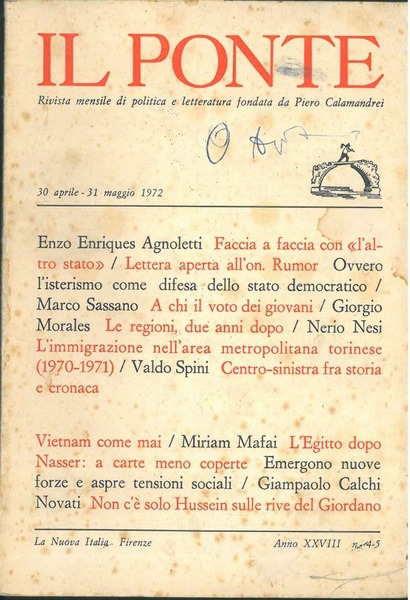 IL PONTE
Rivista mensile di politica e letteratura fondata da Piero Calamandrei
30 aprile - 31 maggio 1972
Enzo Enriques Agnoletti Faccia a faccia con «l'al-
tro stato» / Lettera aperta all'on. Rumor Ovvero
l'isterismo come difesa dello stato democratico /
Marco Sassano A chi il voto dei giovani / Giorgio
Morales Le regioni, due anni dopo / Nerio Nesi
L'immigrazione nell'area metropolitana torinese
(1970-1971) / Valdo Spini Centro-sinistra fra storia
e cronaca
Vietnam come mai / Miriam Mafai L'Egitto dopo
Nasser: a carte meno coperte Emergono nuove
forze e aspre tensioni sociali / Giampaolo Calchi
Novati Non c'è solo Hussein sulle rive del Giordano
La Nuova Italia Firenze
Anno XXVIII n. 4-5